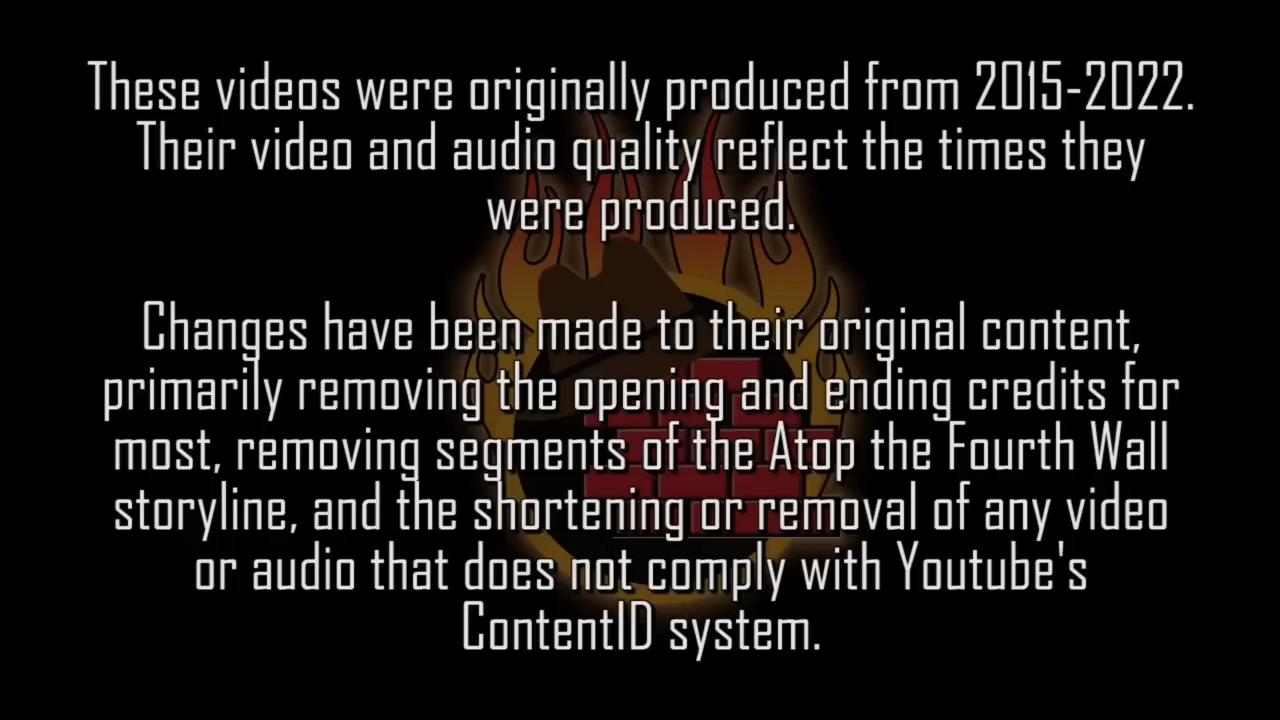 These videos were originally produced from 2015-2022.
Their video and audio quality reflect the times they
were produced.
Changes have been made to their original content,
primarily removing the opening and ending credits for
most, removing segments of the Atop the Fourth Wall
storyline, and the shortening or removal of any video
or audio that does not comply with Youtube's
ContentID system.